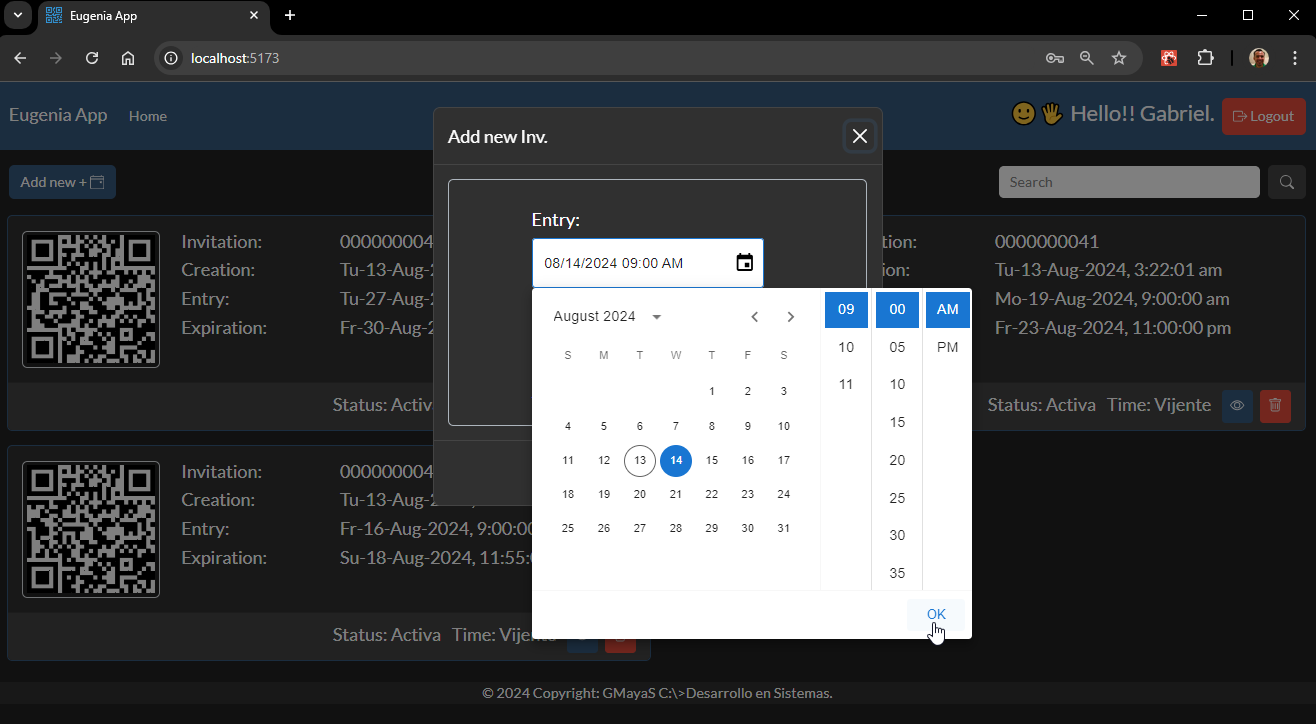 Eugenia App
localhost:5173
Eugenia App Home
Hello!! Gabriel.
Logout
Add new +
Search
Add new Inv.
Entry:
08/14/2024 09:00 AM
August 2024
S M T W T F S
1 2 3
4 5 6 7 8 9 10
11 12 13 14 15 16 17
18 19 20 21 22 23 24
25 26 27 28 29 30 31
09 00 AM
10 05 PM
11 10
15
20
25
30
35
OK
Invitation: 000000004
Creation: Tu-13-Aug-2
Entry: Tu-27-Aug-2
Expiration: Fr-30-Aug-2
Status: Activ
tion: 0000000041
ion: Tu-13-Aug-2024, 3:22:01 am
Mo-19-Aug-2024, 9:00:00 am
Fr-23-Aug-2024, 11:00:00 pm
Status: Activa Time: Vijente
Invitation: 000000004
Creation: Tu-13-Aug-2
Entry: Fr-16-Aug-2024, 9:00:00
Expiration: Su-18-Aug-2024, 11:55:
Status: Activa Time: Vijente
© 2024 Copyright: GMayaS C:\>Desarrollo en Sistemas.